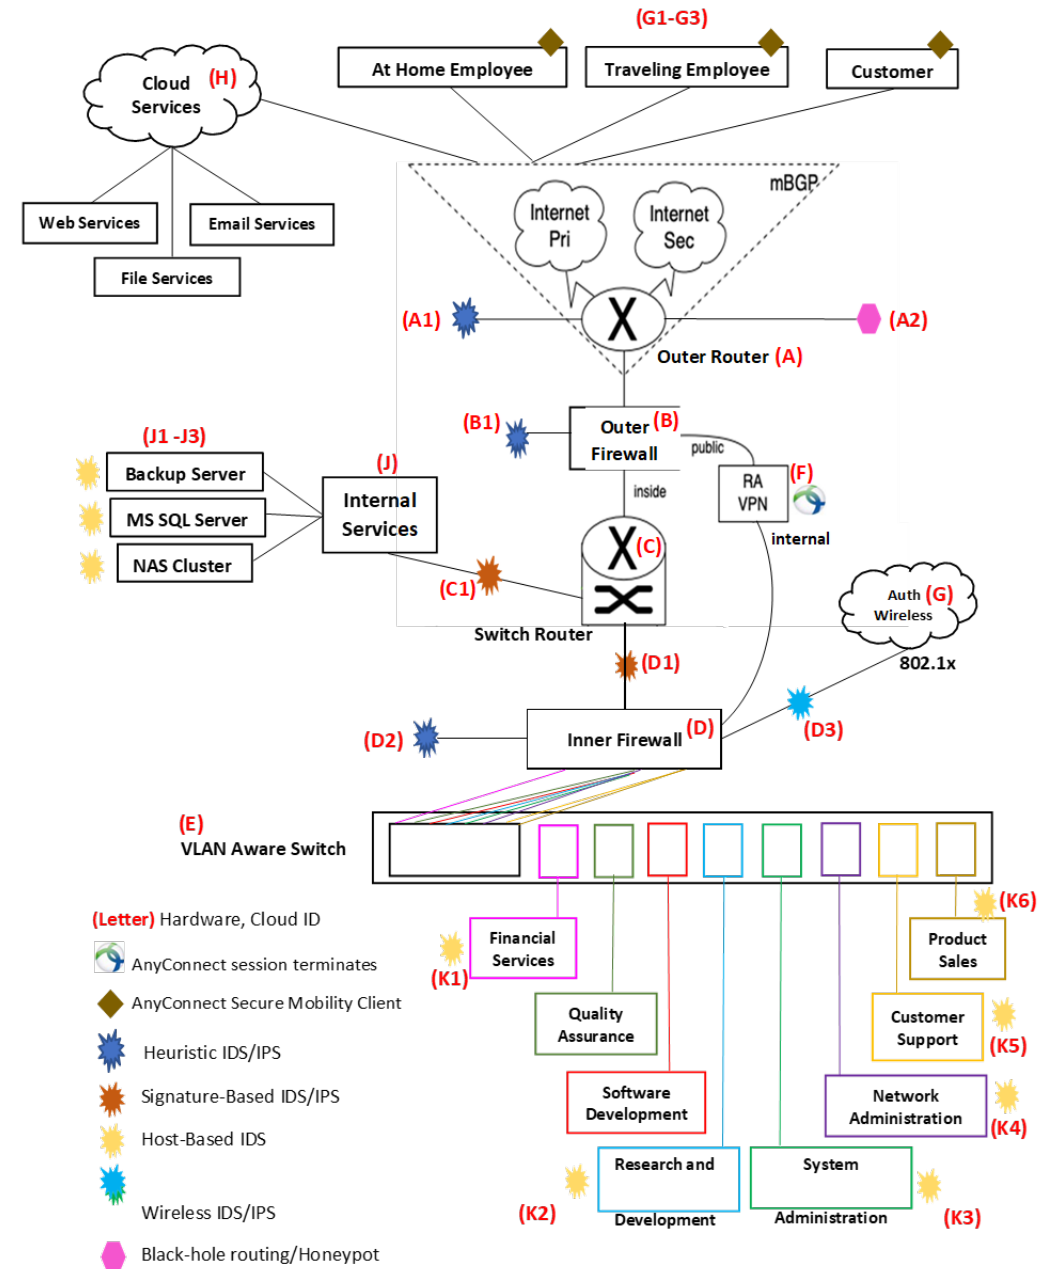 (G1-G3)
At Home Employee
Traveling Employee
Customer
Cloud (H)
Services
Web Services
Email Services
File Services
mBGP
Internet
Pri
Internet
Sec
(A1)
(A2)
Outer Router (A)
(B1)
Outer (B)
Firewall
public
(F)
RA
VPN
inside
internal
(J1 -J3)
Backup Server
MS SQL Server
NAS Cluster
(J)
Internal
Services
(C)
(C1)
Switch Router
Auth (G)
Wireless
802.1x
(D1)
(D3)
(D2)
Inner Firewall (D)
(E)
VLAN Aware Switch
(K6)
Product
Sales
Financial
Services
(K1)
Quality
Assurance
Customer
Support
(K5)
Software
Development
Network
Administration
(K4)
Research and
Development
(K2)
System
Administration
(K3)
(Letter) Hardware, Cloud ID
AnyConnect session terminates
AnyConnect Secure Mobility Client
Heuristic IDS/IPS
Signature-Based IDS/IPS
Host-Based IDS
Wireless IDS/IPS
Black-hole routing/Honeypot